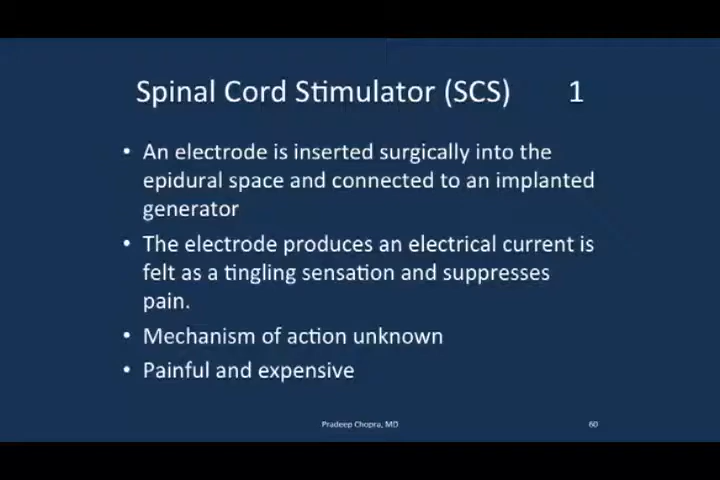 Spinal Cord Stimulator (SCS) 1
• An electrode is inserted surgically into the
epidural space and connected to an implanted
generator
• The electrode produces an electrical current is
felt as a tingling sensation and suppresses
pain.
• Mechanism of action unknown
• Painful and expensive
Pradeep Chopra, MD
60